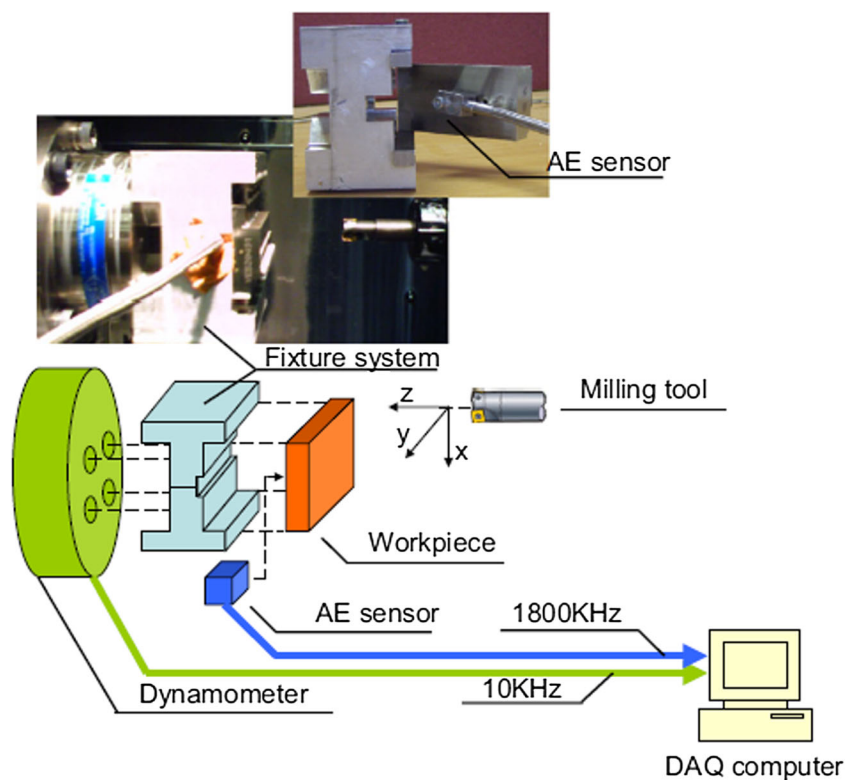 AE sensor
Fixture system
Milling tool
z
y
x
Workpiece
AE sensor
1800KHz
Dynamometer
10KHz
DAQ computer